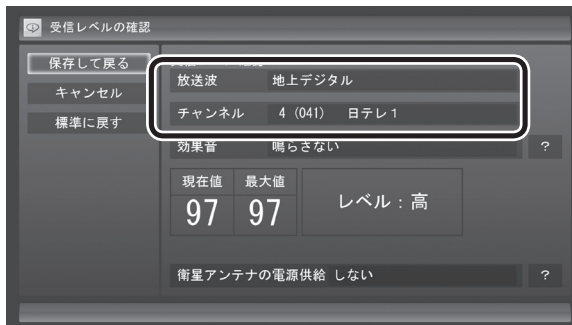 受信レベルの確認
保存して戻る
キャンセル
標準に戻す
放送波 地上デジタル
チャンネル 4 (041) 日テレ1
効果音 鳴らさない ?
現在値 最大値
97 97 レベル:高
衛星アンテナの電源供給 しない ?